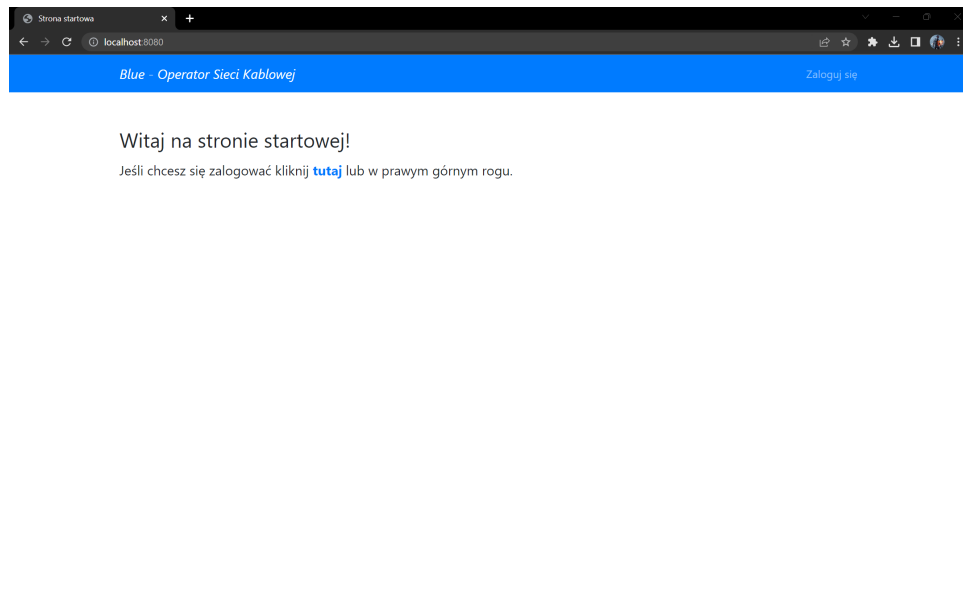 Strona startowa
localhost:8080
Blue - Operator Sieci Kablowej
Zaloguj się
Witaj na stronie startowej!
Jeśli chcesz się zalogować kliknij tutaj lub w prawym górnym rogu.